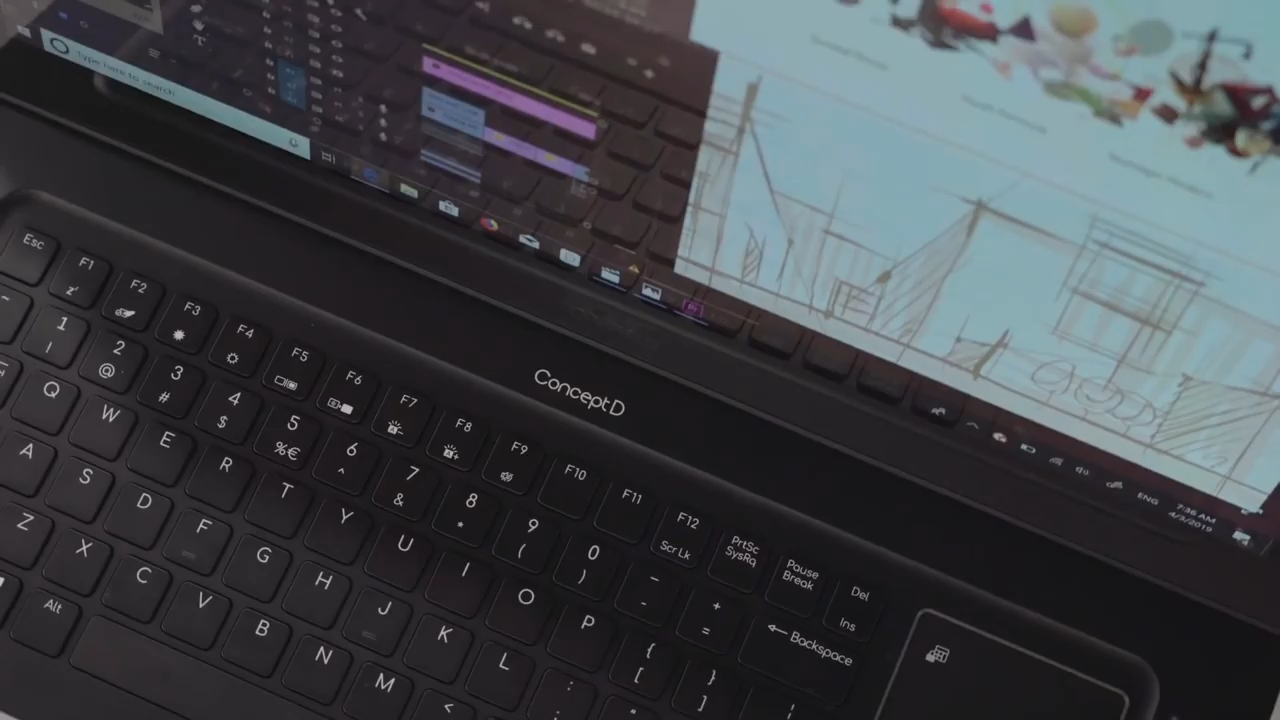 Type here to search
Pr
ENG
7:36 AM
4/3/2019
ConceptD
Esc
F1
zᶻ
F2
F3
F4
F5
F6
F7
F8
F9
F10
F11
F12
Scr Lk
PrtSc
SysRq
Pause
Break
Del
Ins
~
1
!
2
@
3
#
4
$
5
%€
6
^
7
&
8
*
9
(
0
)
_
-
+
=
Backspace
Q
W
E
R
T
Y
U
I
O
P
{
[
}
]
A
S
D
F
G
H
J
K
L
:
Z
X
C
V
B
N
M
<
Alt